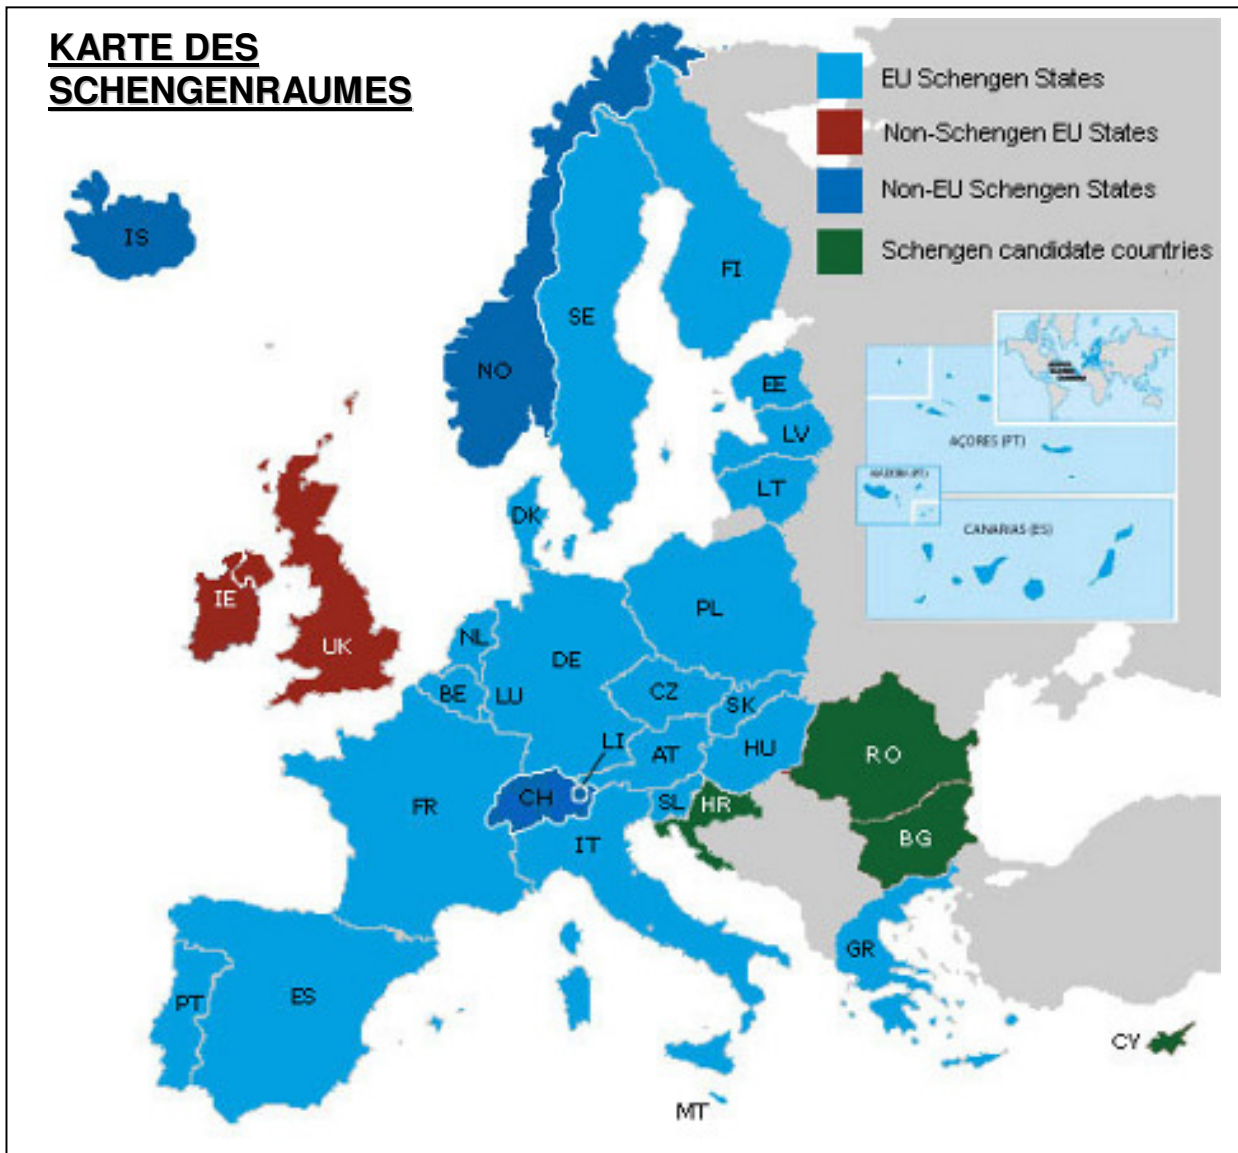 KARTE DES
SCHENGENRAUMES
EU Schengen States
Non-Schengen EU States
Non-EU Schengen States
Schengen candidate countries
IS
FI
SE
NO
EE
LV
AÇORES (PT)
LT
DK
CANARIAS (ES)
IE
PL
UK
NL
DE
BE
LU
CZ
SK
LI
AT
HU
RO
CH
SL
HR
FR
IT
BG
GR
PT
ES
CY
MT